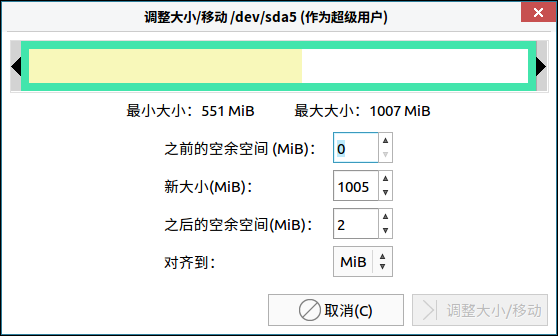 调整大小/移动 /dev/sda5 (作为超级用户)
最小大小：551 MiB 最大大小：1007 MiB
之前的空余空间 (MiB)： 0
新大小(MiB)： 1005
之后的空余空间(MiB)： 2
对齐到： MiB
取消(C) 调整大小/移动